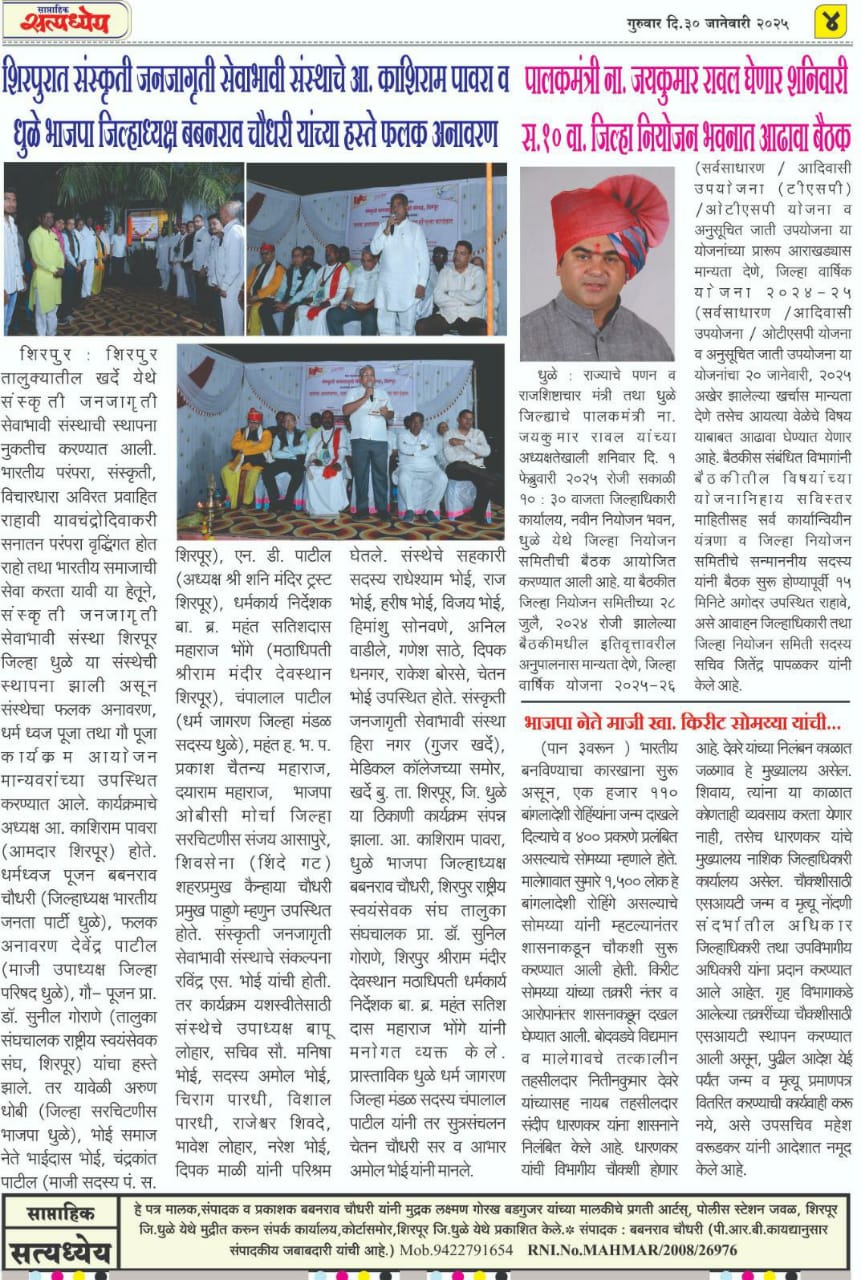 साप्ताहिक
सत्यध्येय
गुरुवार दि.३० जानेवारी २०२५
४
शिरपुरात संस्कृती जनजागृती सेवाभावी संस्थाचे आ. काशिराम पावरा व
धुळे भाजपा जिल्हाध्यक्ष बबनराव चौधरी यांच्या हस्ते फलक अनावरण
शिरपूर : शिरपुर
तालुक्यातील खर्दे येथे
संस्कृती जनजागृती
सेवाभावी संस्थाची स्थापना
नुकतीच करण्यात आली.
भारतीय परंपरा, संस्कृती,
विचारधारा अविरत प्रवाहित
राहावी यावचंद्रोदिवाकरी
सनातन परंपरा वृद्धिंगत होत
राहो तथा भारतीय समाजाची
सेवा करता यावी या हेतूने,
संस्कृती जनजागृती
सेवाभावी संस्था शिरपूर
जिल्हा धुळे या संस्थेची
स्थापना झाली असून
संस्थेचा फलक अनावरण,
धर्म ध्वज पूजा तथा गौ पूजा
कार्यक्रम आयोजन
मान्यवरांच्या उपस्थित
करण्यात आले. कार्यक्रमाचे
अध्यक्ष आ. काशिराम पावरा
(आमदार शिरपूर) होते.
धर्मध्वज पूजन बबनराव
चौधरी (जिल्हाध्यक्ष भारतीय
जनता पार्टी धुळे), फलक
अनावरण देवेंद्र पाटील
(माजी उपाध्यक्ष जिल्हा
परिषद धुळे), गौ- पूजन प्रा.
डॉ. सुनील गोराणे (तालुका
संघचालक राष्ट्रीय स्वयंसेवक
संघ, शिरपूर) यांचा हस्ते
झाले. तर यावेळी अरुण
धोबी (जिल्हा सरचिटणीस
भाजपा धुळे), भोई समाज
नेते भाईदास भोई, चंद्रकांत
पाटील (माजी सदस्य पं. स.
शिरपूर), एन. डी. पाटील
(अध्यक्ष श्री शनि मंदिर ट्रस्ट
शिरपूर), धर्मकार्य निर्देशक
बा. ब्र. महंत सतिशदास
महाराज भोंगे (मठाधिपती
श्रीराम मंदीर देवस्थान
शिरपूर), चंपालाल पाटील
(धर्म जागरण जिल्हा मंडळ
सदस्य धुळे), महंत ह. भ. प.
प्रकाश चैतन्य महाराज,
दयाराम महाराज, भाजपा
ओबीसी मोर्चा जिल्हा
सरचिटणीस संजय आसापुरे,
शिवसेना (शिंदे गट)
शहरप्रमुख कैन्हाया चौधरी
प्रमुख पाहुणे म्हणुन उपस्थित
होते. संस्कृती जनजागृती
सेवाभावी संस्थाचे संकल्पना
रविंद्र एस. भोई यांची होती.
तर कार्यक्रम यशस्वीतेसाठी
संस्थेचे उपाध्यक्ष बापू
लोहार, सचिव सौ. मनिषा
भोई, सदस्य अमोल भोई,
चिराग पारधी, विशाल
पारधी, राजेश्वर शिवदे,
भावेश लोहार, नरेश भोई,
दिपक माळी यांनी परिश्रम
घेतले. संस्थेचे सहकारी
सदस्य राधेश्याम भोई, राज
भोई, हरीष भोई, विजय भोई,
हिमांशु सोनवणे, अनिल
वाडीले, गणेश साठे, दिपक
धनगर, राकेश बोरसे, चेतन
भोई उपस्थित होते. संस्कृती
जनजागृती सेवाभावी संस्था
हिरा नगर (गुजर खर्दे),
मेडिकल कॉलेजच्या समोर,
खर्दे बु. ता. शिरपूर, जि. धुळे
या ठिकाणी कार्यक्रम संपन्न
झाला. आ. काशिराम पावरा,
धुळे भाजपा जिल्हाध्यक्ष
बबनराव चौधरी, शिरपुर राष्ट्रीय
स्वयंसेवक संघ तालुका
संघचालक प्रा. डॉ. सुनिल
गोराणे, शिरपुर श्रीराम मंदीर
देवस्थान मठाधिपती धर्मकार्य
निर्देशक बा. ब्र. महंत सतिश
दास महाराज भोंगे यांनी
मनोगत व्यक्त केले.
प्रास्ताविक धुळे धर्म जागरण
जिल्हा मंडळ सदस्य चंपालाल
पाटील यांनी तर सुत्रसंचलन
चेतन चौधरी सर व आभार
अमोल भोई यांनी मानले.
पालकमंत्री ना. जयकुमार रावल घेणार शनिवारी
स.१० वा. जिल्हा नियोजन भवनात आढावा बैठक
धुळे : राज्याचे पणन व
राजशिष्टाचार मंत्री तथा धुळे
जिल्ह्याचे पालकमंत्री ना.
जयकुमार रावल यांच्या
अध्यक्षतेखाली शनिवार दि. १
फेब्रुवारी २०२५ रोजी सकाळी
१० : ३० वाजता जिल्हाधिकारी
कार्यालय, नवीन नियोजन भवन,
धुळे येथे जिल्हा नियोजन
समितीची बैठक आयोजित
करण्यात आली आहे. या बैठकीत
जिल्हा नियोजन समितीच्या २८
जुलै, २०२४ रोजी झालेल्या
बैठकीमधील इतिवृत्तावरील
अनुपालनास मान्यता देणे, जिल्हा
वार्षिक योजना २०२५-२६
(सर्वसाधारण / आदिवासी
उपयोजना (टीएसपी)
/ओटीएसपी योजना व
अनुसूचित जाती उपयोजना या
योजनांच्या प्रारूप आराखड्यास
मान्यता देणे, जिल्हा वार्षिक
योजना २०२४-२५
(सर्वसाधारण /आदिवासी
उपयोजना / ओटीएसपी योजना
व अनुसूचित जाती उपयोजना या
योजनांचा २० जानेवारी, २०२५
अखेर झालेल्या खर्चास मान्यता
देणे तसेच आयत्या वेळेचे विषय
याबाबत आढावा घेण्यात येणार
आहे. बैठकीस संबंधित विभागांनी
बैठकीतील विषयांच्या
योजनानिहाय सविस्तर
माहितीसह सर्व कार्यान्वियीन
यंत्रणा व जिल्हा नियोजन
समितीचे सन्माननीय सदस्य
यांनी बैठक सुरू होण्यापूर्वी १५
मिनिटे अगोदर उपस्थित राहावे,
असे आवाहन जिल्हाधिकारी तथा
जिल्हा नियोजन समिती सदस्य
सचिव जितेंद्र पापळकर यांनी
केले आहे.
भाजपा नेते माजी खा. किरीट सोमय्या यांची...
(पान ३वरून ) भारतीय
बनविण्याचा कारखाना सुरू
असून, एक हजार ११०
बांगलादेशी रोहिंग्यांना जन्म दाखले
दिल्याचे व ४०० प्रकरणे प्रलंबित
असल्याचे सोमय्या म्हणाले होते.
मालेगावात सुमारे १,५०० लोक हे
बांगलादेशी रोहिंगे असल्याचे
सोमय्या यांनी म्हटल्यानंतर
शासनाकडून चौकशी सुरू
करण्यात आली होती. किरीट
सोमय्या यांच्या तक्रारी नंतर व
आरोपानंतर शासनाकडून दखल
घेण्यात आली. बोदवडचे विद्यमान
व मालेगावचे तत्कालीन
तहसीलदार नितीनकुमार देवरे
यांच्यासह नायब तहसीलदार
संदीप धारणकर यांना शासनाने
निलंबित केले आहे. धारणकर
यांची विभागीय चौकशी होणार
आहे. देवरे यांच्या निलंबन काळात
जळगाव हे मुख्यालय असेल.
शिवाय, त्यांना या काळात
कोणताही व्यवसाय करता येणार
नाही, तसेच धारणकर यांचे
मुख्यालय नाशिक जिल्हाधिकारी
कार्यालय असेल. चौकशीसाठी
एसआयटी जन्म व मृत्यू नोंदणी
संदर्भातील अधिकार
जिल्हाधिकारी तथा उपविभागीय
अधिकरी यांना प्रदान करण्यात
आले आहेत. गृह विभागाकडे
आलेल्या तक्रारींच्या चौकशीसाठी
एसआयटी स्थापन करण्यात
आली असून, पुढील आदेश येई
पर्यंत जन्म व मृत्यू प्रमाणपत्र
वितरित करण्याची कार्यवाही करू
नये, असे उपसचिव महेश
वरूडकर यांनी आदेशात नमूद
केले आहे.
साप्ताहिक
सत्यध्येय
हे पत्र मालक,संपादक व प्रकाशक बबनराव चौधरी यांनी मुद्रक लक्ष्मण गोरख बडगुजर यांच्या मालकीचे प्रगती आर्टस्, पोलीस स्टेशन जवळ, शिरपूर
जि.धुळे येथे मुद्रीत करुन संपर्क कार्यालय,कोर्टासमोर,शिरपूर जि.धुळे येथे प्रकाशित केले.* संपादक : बबनराव चौधरी (पी.आर.बी.कायद्यानुसार
संपादकीय जबाबदारी यांची आहे.) Mob.9422791654 RNI.No.MAHMAR/2008/26976